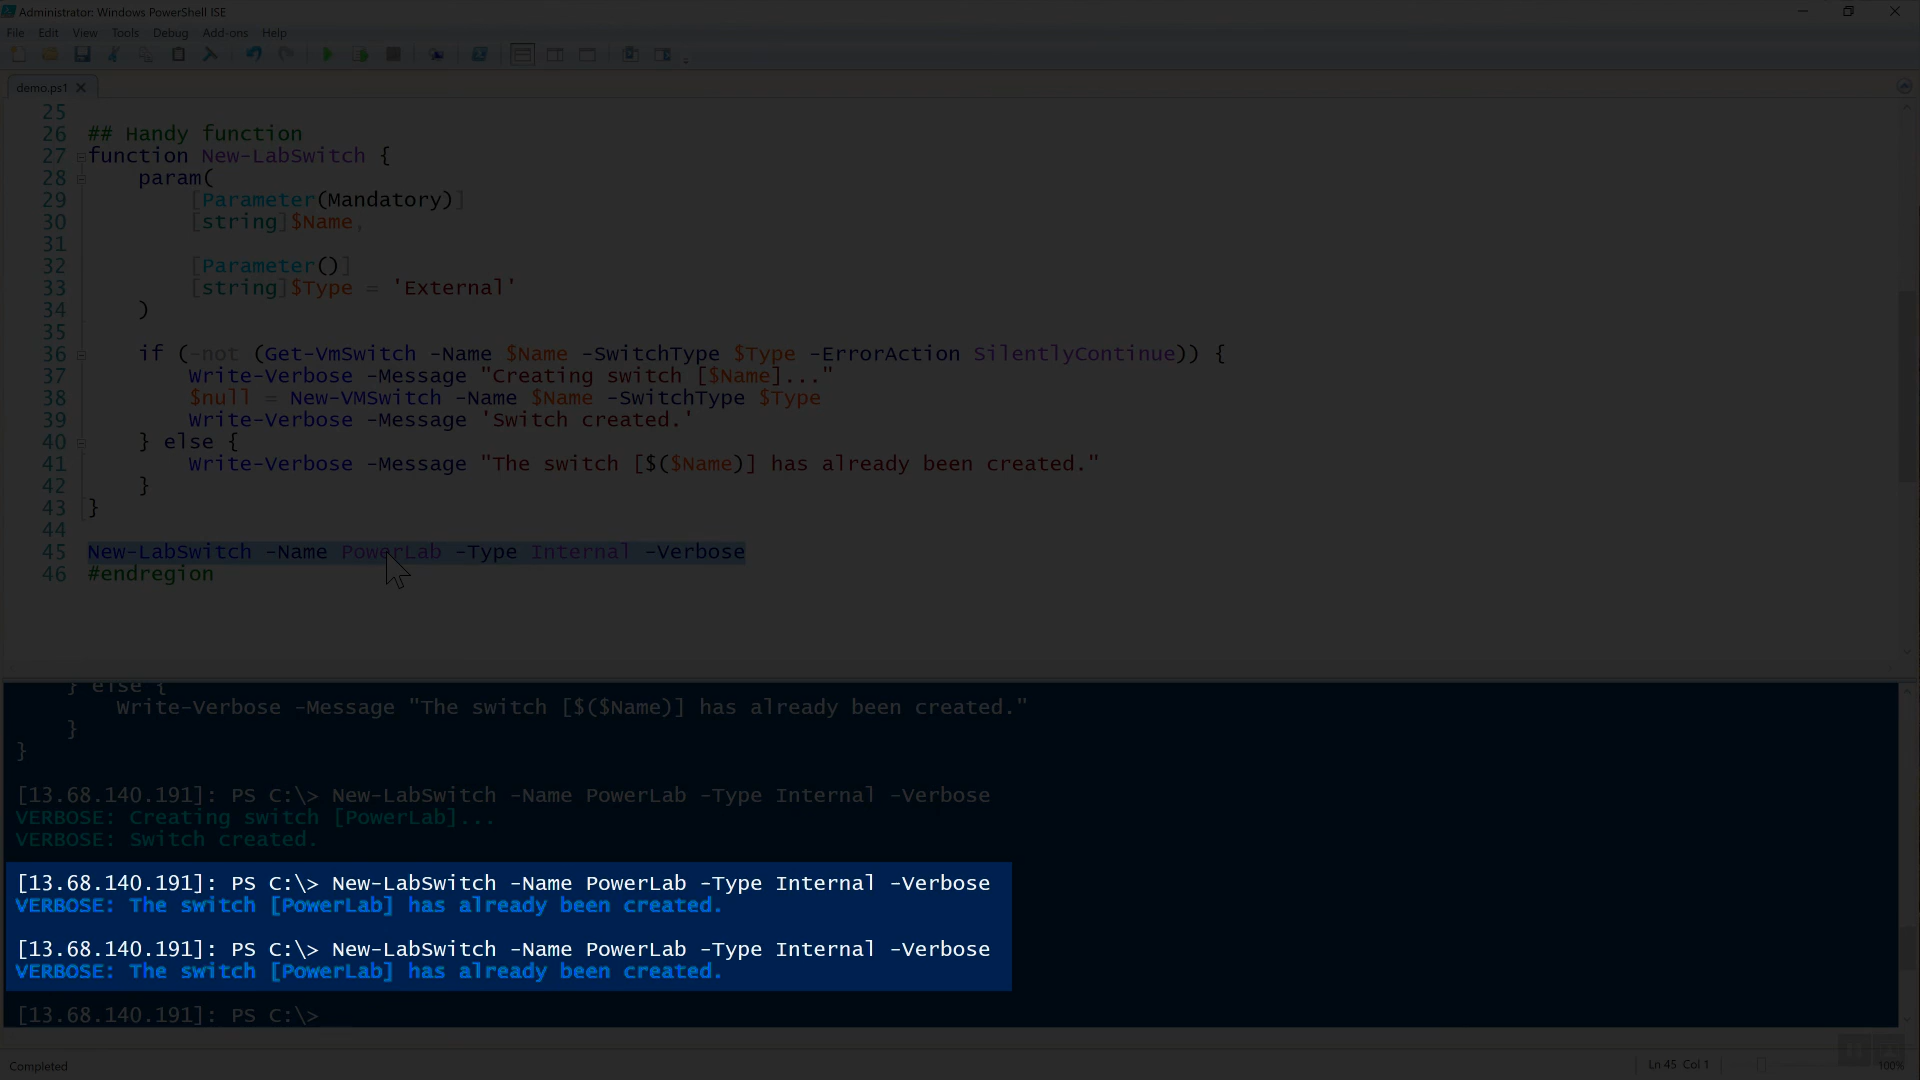 Administrator: Windows PowerShell ISE
File Edit View Tools Debug Add-ons Help
demo.ps1
25
26 ## Handy function
27 function New-LabSwitch {
28 param(
29 [Parameter(Mandatory)]
30 [string]$Name,
31
32 [Parameter()]
33 [string]$Type = 'External'
34 )
35
36 if (-not (Get-VmSwitch -Name $Name -SwitchType $Type -ErrorAction SilentlyContinue)) {
37 Write-Verbose -Message "Creating switch [$Name]..."
38 $null = New-VMSwitch -Name $Name -SwitchType $Type
39 Write-Verbose -Message 'Switch created.'
40 } else {
41 Write-Verbose -Message "The switch [$($Name)] has already been created."
42 }
43 }
44
45 New-LabSwitch -Name PowerLab -Type Internal -Verbose
46 #endregion
} else {
Write-Verbose -Message "The switch [$($Name)] has already been created."
}
}
[13.68.140.191]: PS C:\> New-LabSwitch -Name PowerLab -Type Internal -Verbose
VERBOSE: Creating switch [PowerLab]...
VERBOSE: Switch created.
[13.68.140.191]: PS C:\> New-LabSwitch -Name PowerLab -Type Internal -Verbose
VERBOSE: The switch [PowerLab] has already been created.
[13.68.140.191]: PS C:\> New-LabSwitch -Name PowerLab -Type Internal -Verbose
VERBOSE: The switch [PowerLab] has already been created.
[13.68.140.191]: PS C:\>
Completed
Ln 45 Col 1
100%